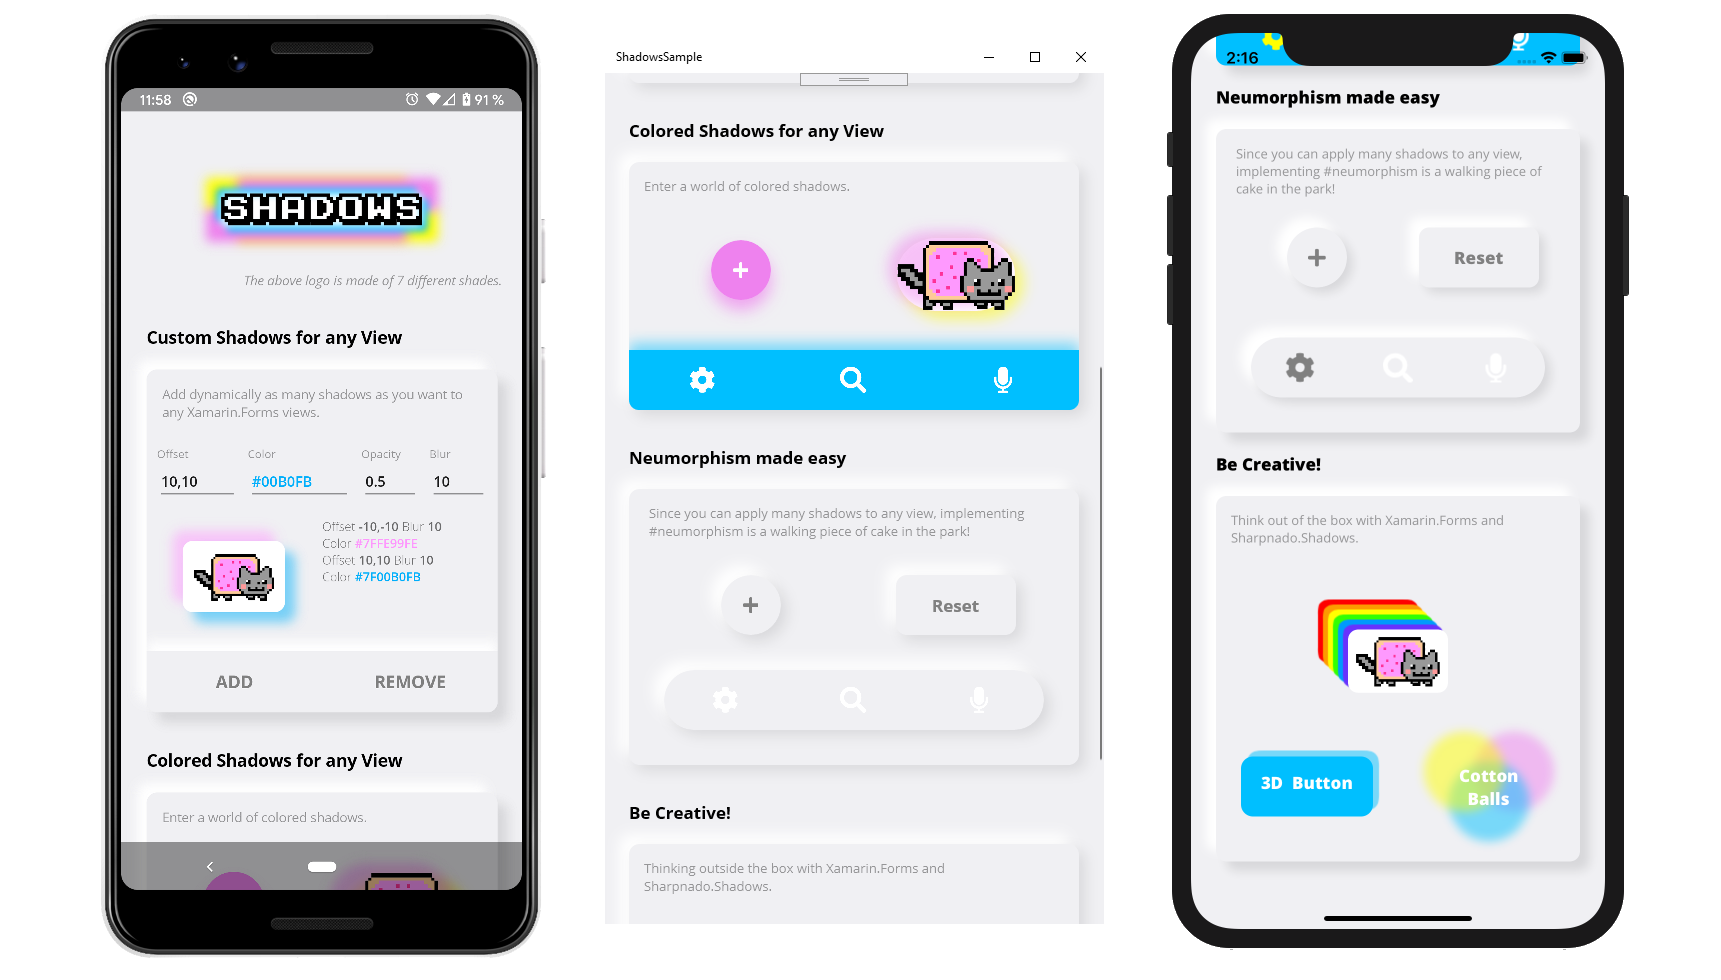 11:58
91 %
SHADOWS
The above logo is made of 7 different shades.
Custom Shadows for any View
Add dynamically as many shadows as you want to
any Xamarin.Forms views.
Offset Color Opacity Blur
10,10 #00B0FB 0.5 10
Offset -10,-10 Blur 10
Color #7FFE99FE
Offset 10,10 Blur 10
Color #7F00B0FB
ADD REMOVE
Colored Shadows for any View
Enter a world of colored shadows.
ShadowsSample
Colored Shadows for any View
Enter a world of colored shadows.
Neumorphism made easy
Since you can apply many shadows to any view, implementing
#neumorphism is a walking piece of cake in the park!
Reset
Be Creative!
Thinking outside the box with Xamarin.Forms and
Sharpnado.Shadows.
2:16
Neumorphism made easy
Since you can apply many shadows to any view,
implementing #neumorphism is a walking piece of
cake in the park!
Reset
Be Creative!
Think out of the box with Xamarin.Forms and
Sharpnado.Shadows.
3D Button
Cotton
Balls